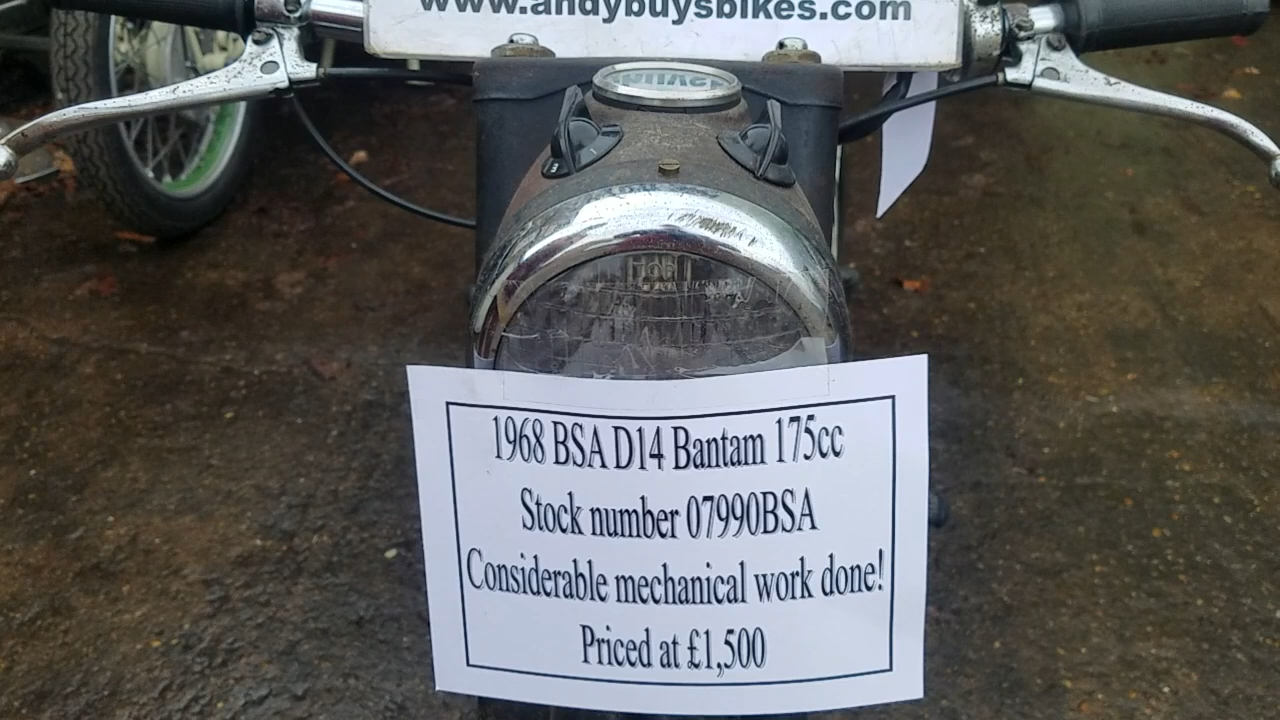 www.andybuysbikes.com
TOP
1968 BSA D14 Bantam 175cc
Stock number 07990BSA
Considerable mechanical work done!
Priced at £1,500